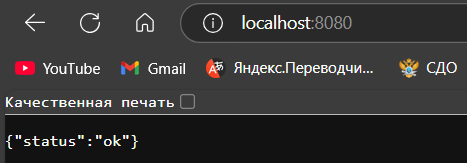 localhost:8080
YouTube Gmail Яндекс.Переводчи... СДО
Качественная печать
{"status":"ok"}